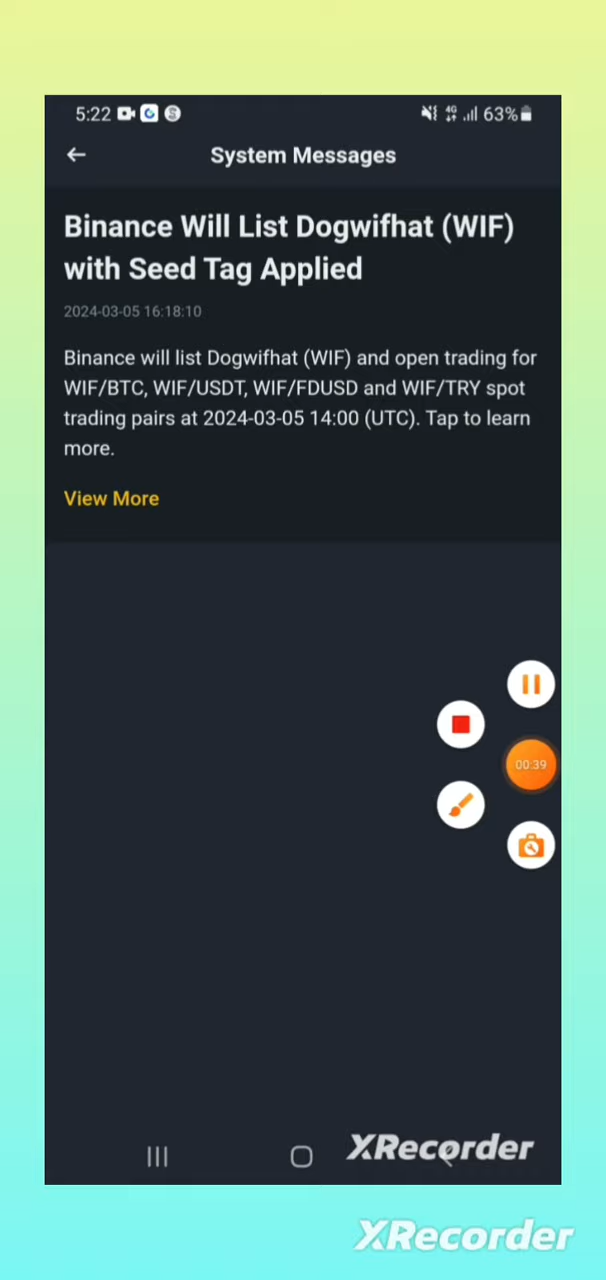 5:22
4G 63%
System Messages
Binance Will List Dogwifhat (WIF)
with Seed Tag Applied
2024-03-05 16:18:10
Binance will list Dogwifhat (WIF) and open trading for
WIF/BTC, WIF/USDT, WIF/FDUSD and WIF/TRY spot
trading pairs at 2024-03-05 14:00 (UTC). Tap to learn
more.
View More
00:39
XRecorder
XRecorder